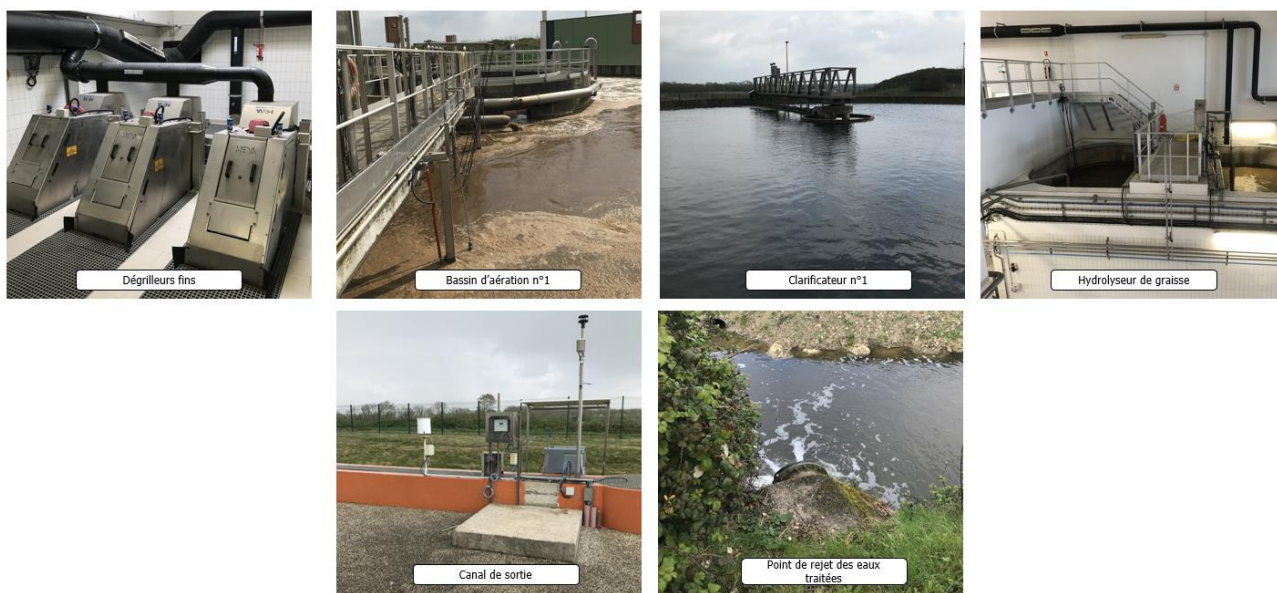 Dégrilleurs fins
Bassin d'aération n°1
Clarificateur n°1
Hydrolyseur de graisse
Canal de sortie
Point de rejet des eaux
traitées